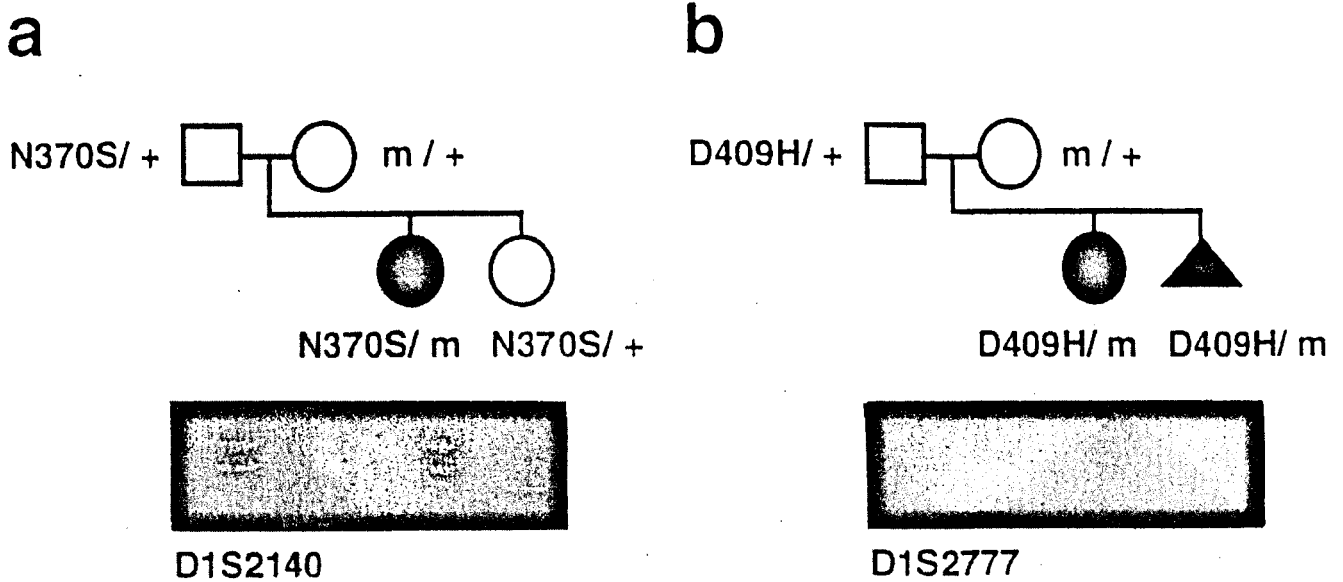 a
N370S/ + m / +
N370S/ m N370S/ +
D1S2140
b
D409H/ + m / +
D409H/ m D409H/ m
D1S2777